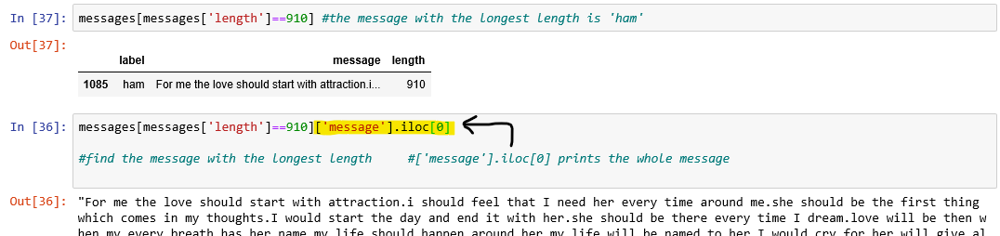 In [37]: messages[messages['length']==910] #the message with the longest length is 'ham'
Out[37]:
label message length
1085 ham For me the love should start with attraction.i... 910
In [36]: messages[messages['length']==910]['message'].iloc[0]
#find the message with the longest length #['message'].iloc[0] prints the whole message
Out[36]: "For me the love should start with attraction.i should feel that I need her every time around me.she should be the first thing
which comes in my thoughts.I would start the day and end it with her.she should be there every time I dream.love will be then w
hen my every breath has her name.my life should happen around her.my life will be named to her.I would cry for her.will give al